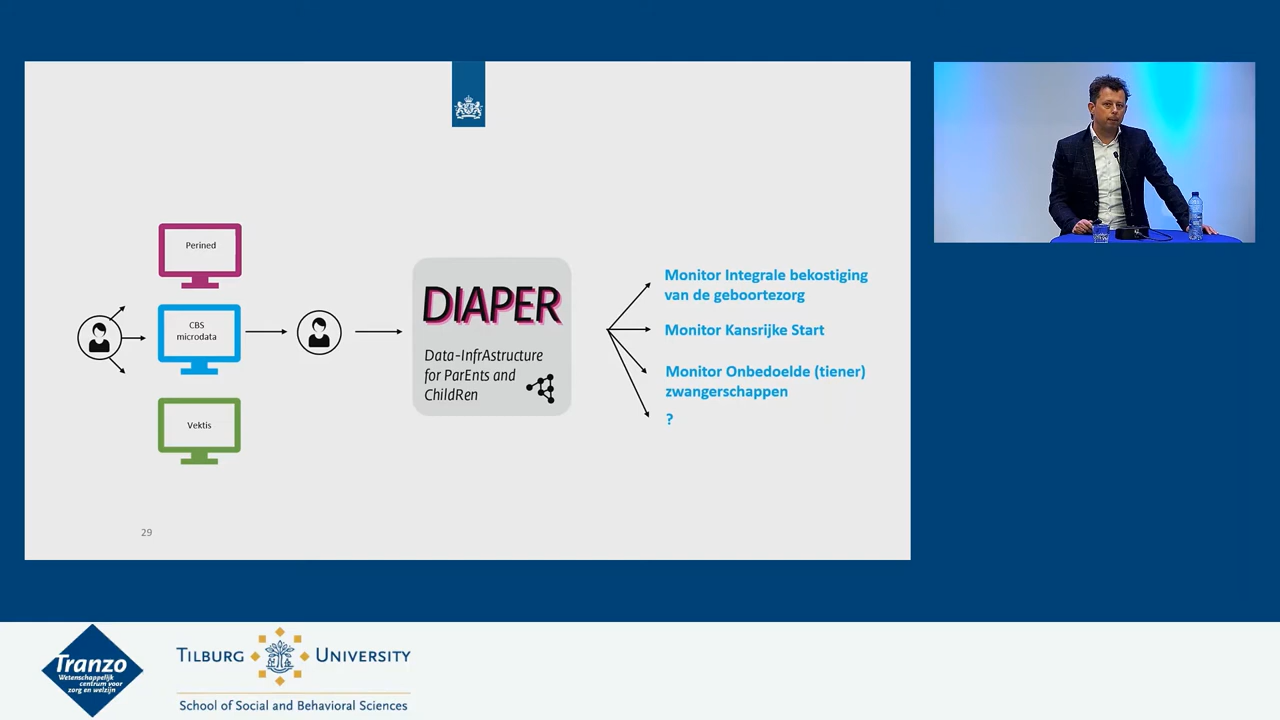 Perined
CBS
microdata
Vektis
DIAPER
Data-InfrAstructure
for ParEnts and
ChildRen
Monitor Integrale bekostiging
van de geboortezorg
Monitor Kansrijke Start
Monitor Onbedoelde (tiener)
zwangerschappen
?
29
Tranzo
Wetenschappelijk
centrum voor
zorg en welzijn
TILBURG UNIVERSITY
School of Social and Behavioral Sciences